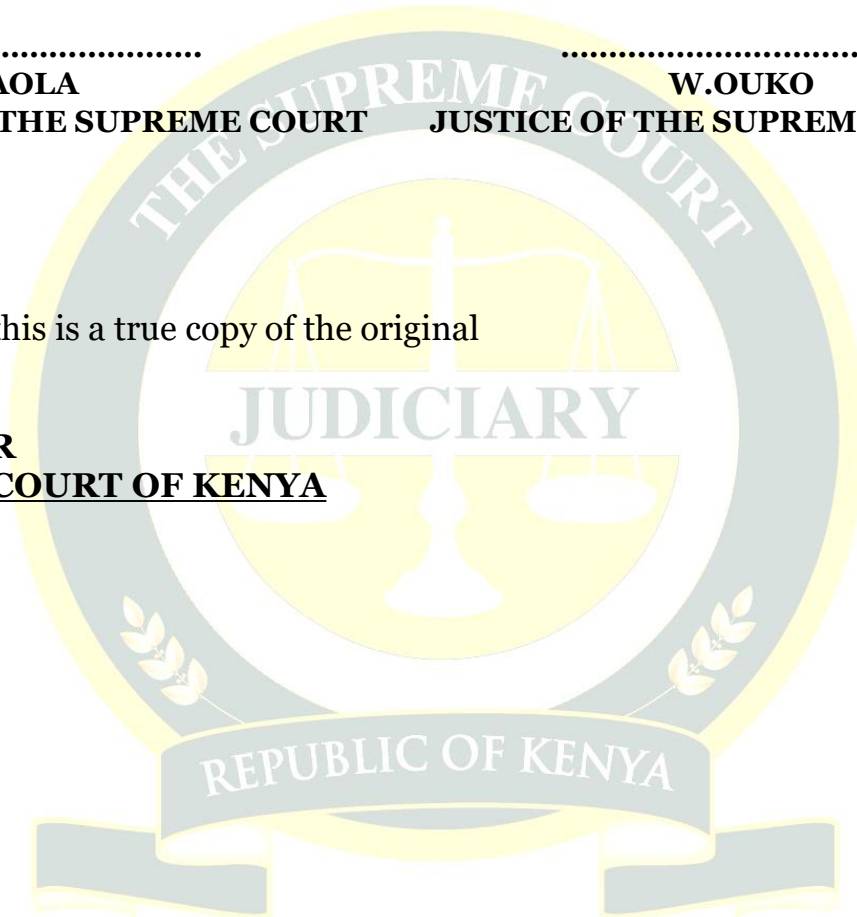 ..................... ................................
AOLA W.OUKO
THE SUPREME COURT JUSTICE OF THE SUPREM
THE SUPREME COURT
his is a true copy of the original
JUDICIARY
R
COURT OF KENYA
REPUBLIC OF KENYA